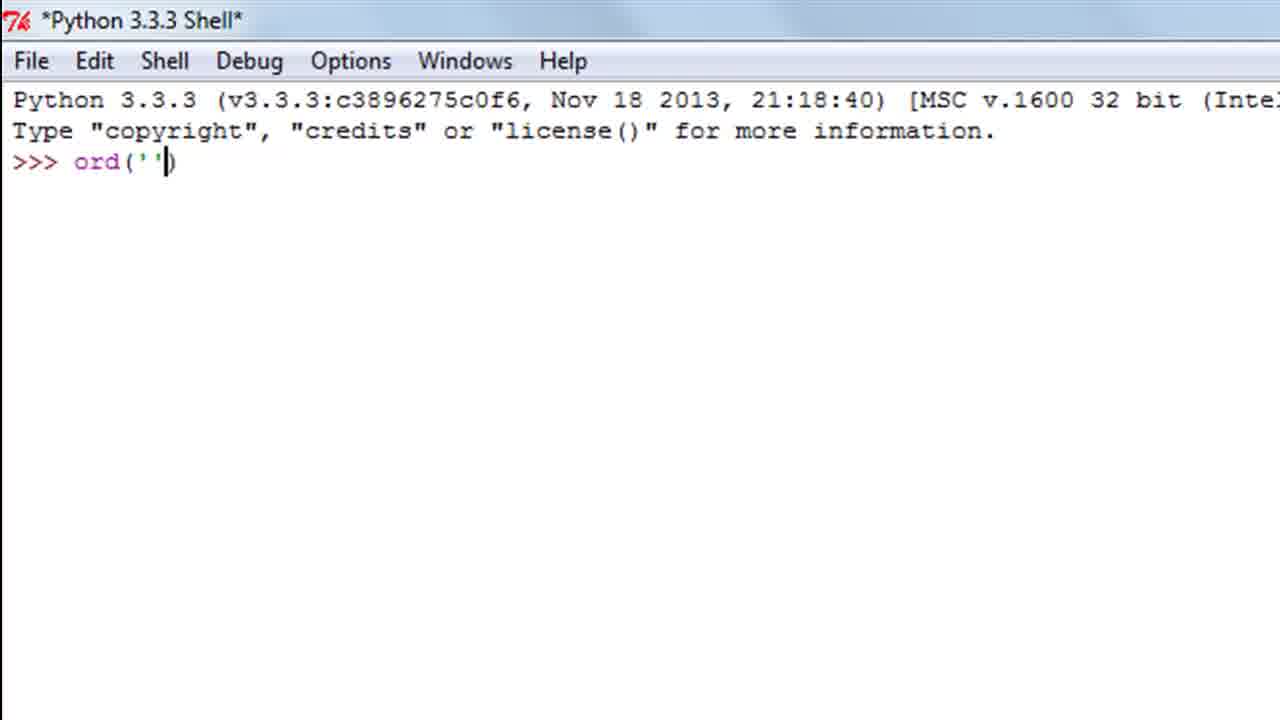 *Python 3.3.3 Shell*
File Edit Shell Debug Options Windows Help
Python 3.3.3 (v3.3.3:c3896275c0f6, Nov 18 2013, 21:18:40) [MSC v.1600 32 bit (Intel
Type "copyright", "credits" or "license()" for more information.
>>> ord('')